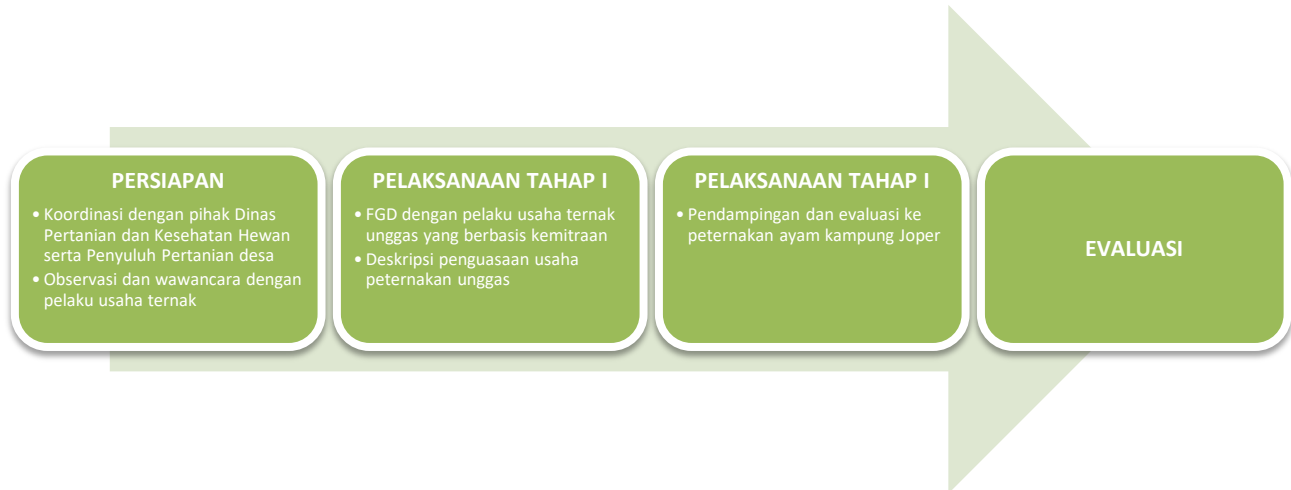 PERSIAPAN
• Koordinasi dengan pihak Dinas
Pertanian dan Kesehatan Hewan
serta Penyuluh Pertanian desa
• Observasi dan wawancara dengan
pelaku usaha ternak
PELAKSANAAN TAHAP I
• FGD dengan pelaku usaha ternak
unggas yang berbasis kemitraan
• Deskripsi penguasaan usaha
peternakan unggas
PELAKSANAAN TAHAP I
• Pendampingan dan evaluasi ke
peternakan ayam kampung Joper
EVALUASI